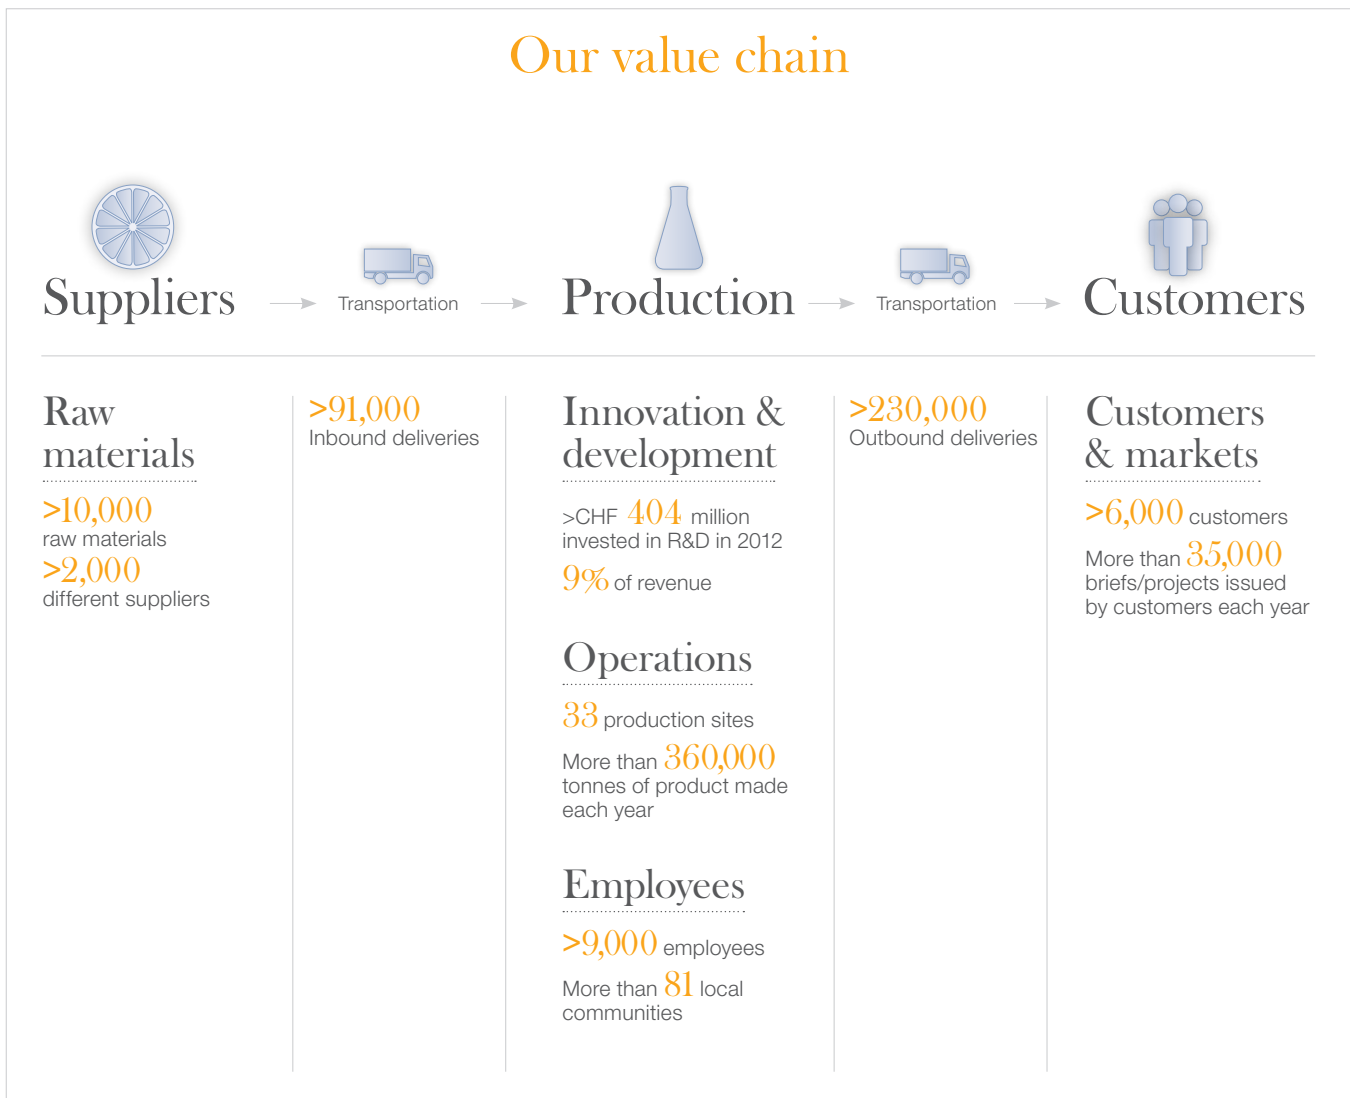 Our value chain
Suppliers
Transportation
Production
Transportation
Customers
Raw
materials
>10,000
raw materials
>2,000
different suppliers
>91,000
Inbound deliveries
Innovation &
development
>CHF 404 million
invested in R&D in 2012
9% of revenue
Operations
33 production sites
More than 360,000
tonnes of product made
each year
Employees
>9,000 employees
More than 81 local
communities
>230,000
Outbound deliveries
Customers
& markets
>6,000 customers
More than 35,000
briefs/projects issued
by customers each year